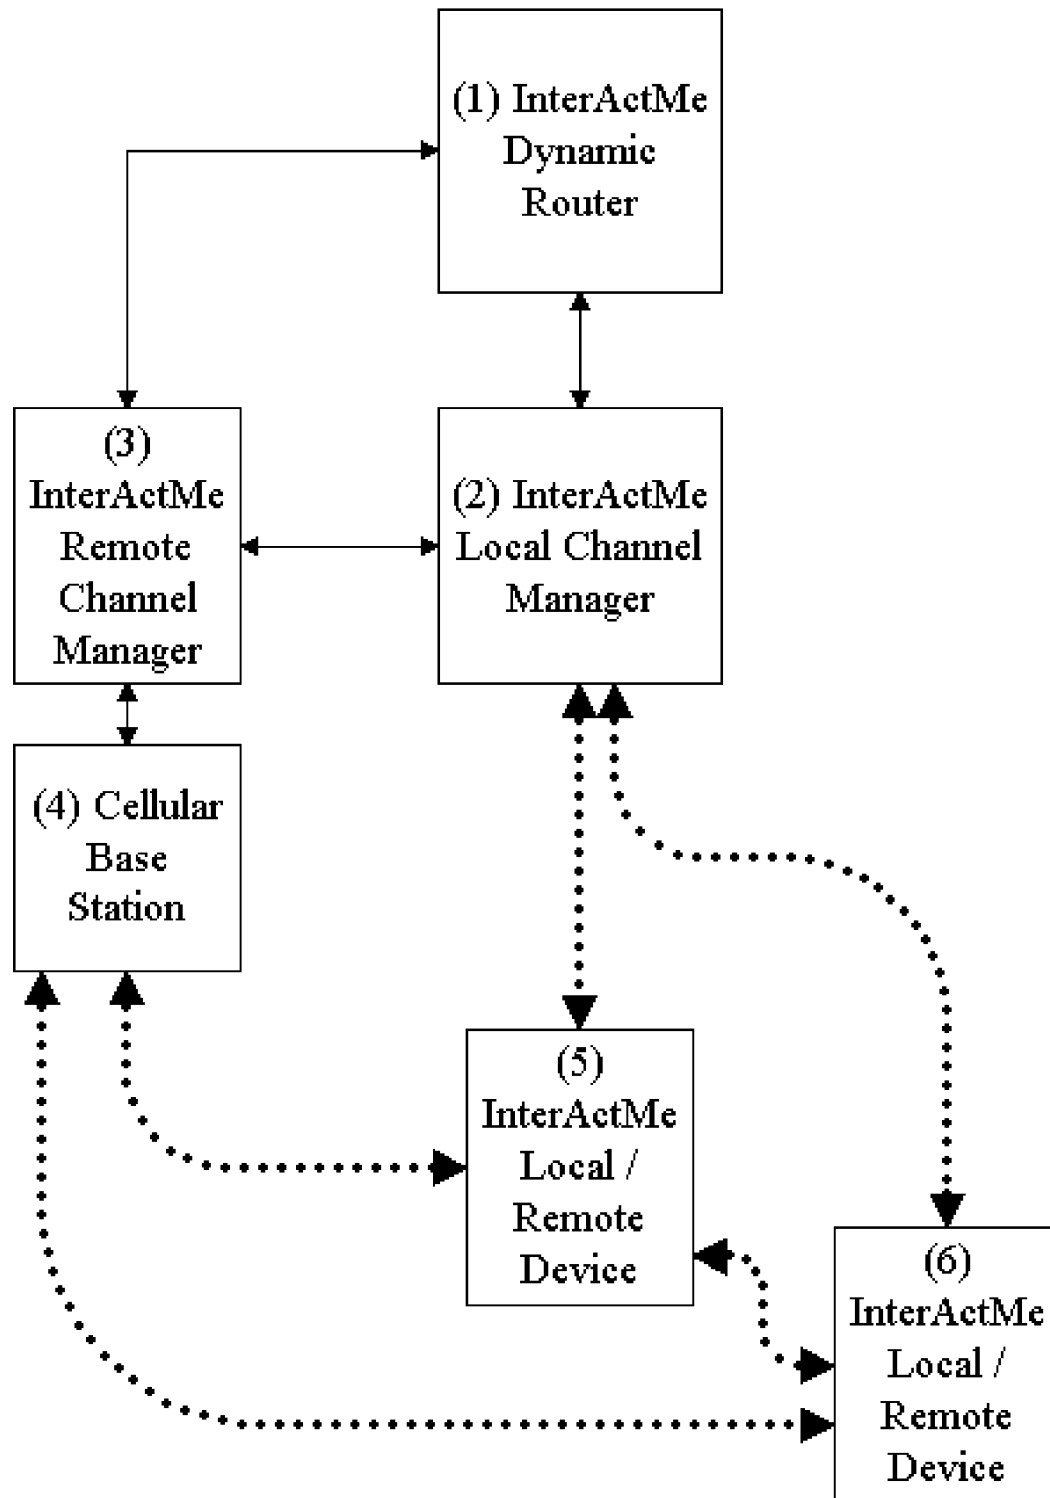 (1) InterActMe
Dynamic
Router
(3)
InterActMe
Remote
Channel
Manager
(2) InterActMe
Local Channel
Manager
(4) Cellular
Base
Station
(5)
InterActMe
Local /
Remote
Device
(6)
InterActMe
Local /
Remote
Device